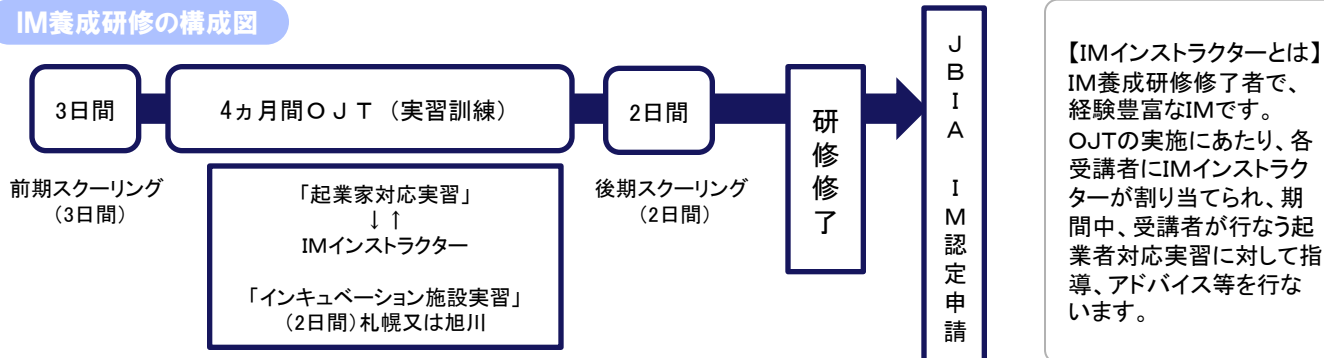 IM養成研修の構成図
3日間
4ヵ月間OJT（実習訓練）
2日間
前期スクーリング
（3日間）
「起業家対応実習」
↓↑
IMインストラクター
「インキュベーション施設実習」
（2日間）札幌又は旭川
後期スクーリング
（2日間）
研修修了
JBIA IM認定申請
【IMインストラクターとは】
IM養成研修修了者で、
経験豊富なIMです。
OJTの実施にあたり、各
受講者にIMインストラク
ターが割り当てられ、期
間中、受講者が行なう起
業者対応実習に対して指
導、アドバイス等を行な
います。